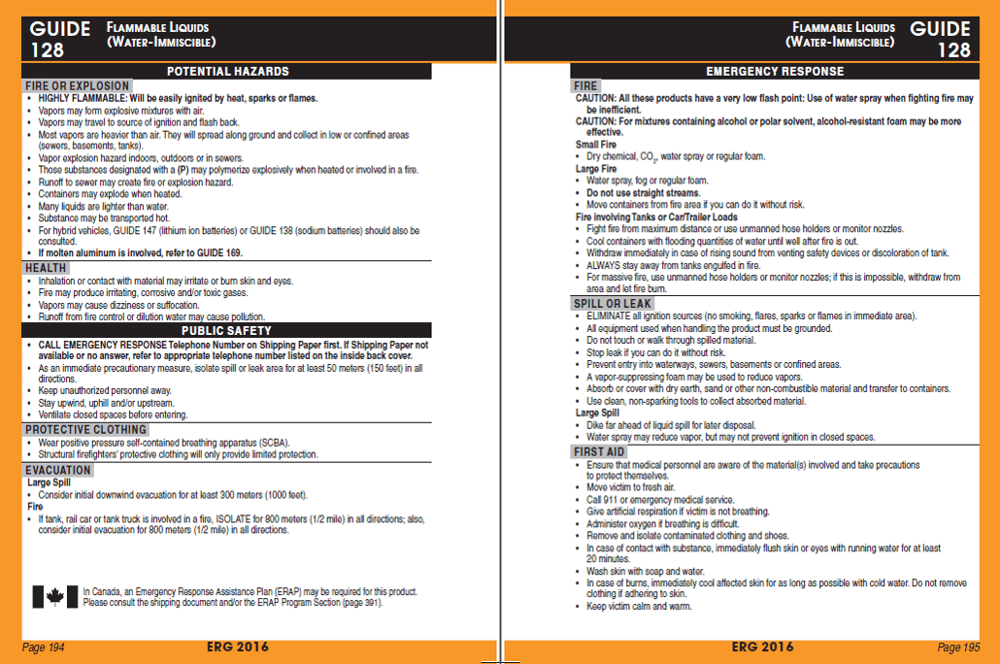 GUIDE
128
FLAMMABLE LIQUIDS
(WATER-IMMISCIBLE)
POTENTIAL HAZARDS
FIRE OR EXPLOSION
• HIGHLY FLAMMABLE: Will be easily ignited by heat, sparks or flames.
• Vapors may form explosive mixtures with air.
• Vapors may travel to source of ignition and flash back.
• Most vapors are heavier than air. They will spread along ground and collect in low or confined areas
(sewers, basements, tanks).
• Vapor explosion hazard indoors, outdoors or in sewers.
• Those substances designated with a (P) may polymerize explosively when heated or involved in a fire.
• Runoff to sewer may create fire or explosion hazard.
• Containers may explode when heated.
• Many liquids are lighter than water.
• Substance may be transported hot.
• For hybrid vehicles, GUIDE 147 (lithium ion batteries) or GUIDE 138 (sodium batteries) should also be
consulted.
• If molten aluminum is involved, refer to GUIDE 169.
HEALTH
• Inhalation or contact with material may irritate or burn skin and eyes.
• Fire may produce irritating, corrosive and/or toxic gases.
• Vapors may cause dizziness or suffocation.
• Runoff from fire control or dilution water may cause pollution.
PUBLIC SAFETY
• CALL EMERGENCY RESPONSE Telephone Number on Shipping Paper first. If Shipping Paper not
available or no answer, refer to appropriate telephone number listed on the inside back cover.
• As an immediate precautionary measure, isolate spill or leak area for at least 50 meters (150 feet) in all
directions.
• Keep unauthorized personnel away.
• Stay upwind, uphill and/or upstream.
• Ventilate closed spaces before entering.
PROTECTIVE CLOTHING
• Wear positive pressure self-contained breathing apparatus (SCBA).
• Structural firefighters' protective clothing will only provide limited protection.
EVACUATION
Large Spill
• Consider initial downwind evacuation for at least 300 meters (1000 feet).
Fire
• If tank, rail car or tank truck is involved in a fire, ISOLATE for 800 meters (1/2 mile) in all directions; also,
consider initial evacuation for 800 meters (1/2 mile) in all directions.
In Canada, an Emergency Response Assistance Plan (ERAP) may be required for this product.
Please consult the shipping document and/or the ERAP Program Section (page 391).
Page 194
ERG 2016
FLAMMABLE LIQUIDS
(WATER-IMMISCIBLE)
GUIDE
128
EMERGENCY RESPONSE
FIRE
CAUTION: All these products have a very low flash point: Use of water spray when fighting fire may
be inefficient.
CAUTION: For mixtures containing alcohol or polar solvent, alcohol-resistant foam may be more
effective.
Small Fire
• Dry chemical, CO2, water spray or regular foam.
Large Fire
• Water spray, fog or regular foam.
• Do not use straight streams.
• Move containers from fire area if you can do it without risk.
Fire involving Tanks or Car/Trailer Loads
• Fight fire from maximum distance or use unmanned hose holders or monitor nozzles.
• Cool containers with flooding quantities of water until well after fire is out.
• Withdraw immediately in case of rising sound from venting safety devices or discoloration of tank.
• ALWAYS stay away from tanks engulfed in fire.
• For massive fire, use unmanned hose holders or monitor nozzles; if this is impossible, withdraw from
area and let fire burn.
SPILL OR LEAK
• ELIMINATE all ignition sources (no smoking, flares, sparks or flames in immediate area).
• All equipment used when handling the product must be grounded.
• Do not touch or walk through spilled material.
• Stop leak if you can do it without risk.
• Prevent entry into waterways, sewers, basements or confined areas.
• A vapor-suppressing foam may be used to reduce vapors.
• Absorb or cover with dry earth, sand or other non-combustible material and transfer to containers.
• Use clean, non-sparking tools to collect absorbed material.
Large Spill
• Dike far ahead of liquid spill for later disposal.
• Water spray may reduce vapor, but may not prevent ignition in closed spaces.
FIRST AID
• Ensure that medical personnel are aware of the material(s) involved and take precautions
to protect themselves.
• Move victim to fresh air.
• Call 911 or emergency medical service.
• Give artificial respiration if victim is not breathing.
• Administer oxygen if breathing is difficult.
• Remove and isolate contaminated clothing and shoes.
• In case of contact with substance, immediately flush skin or eyes with running water for at least
20 minutes.
• Wash skin with soap and water.
• In case of burns, immediately cool affected skin for as long as possible with cold water. Do not remove
clothing if adhering to skin.
• Keep victim calm and warm.
ERG 2016
Page 195